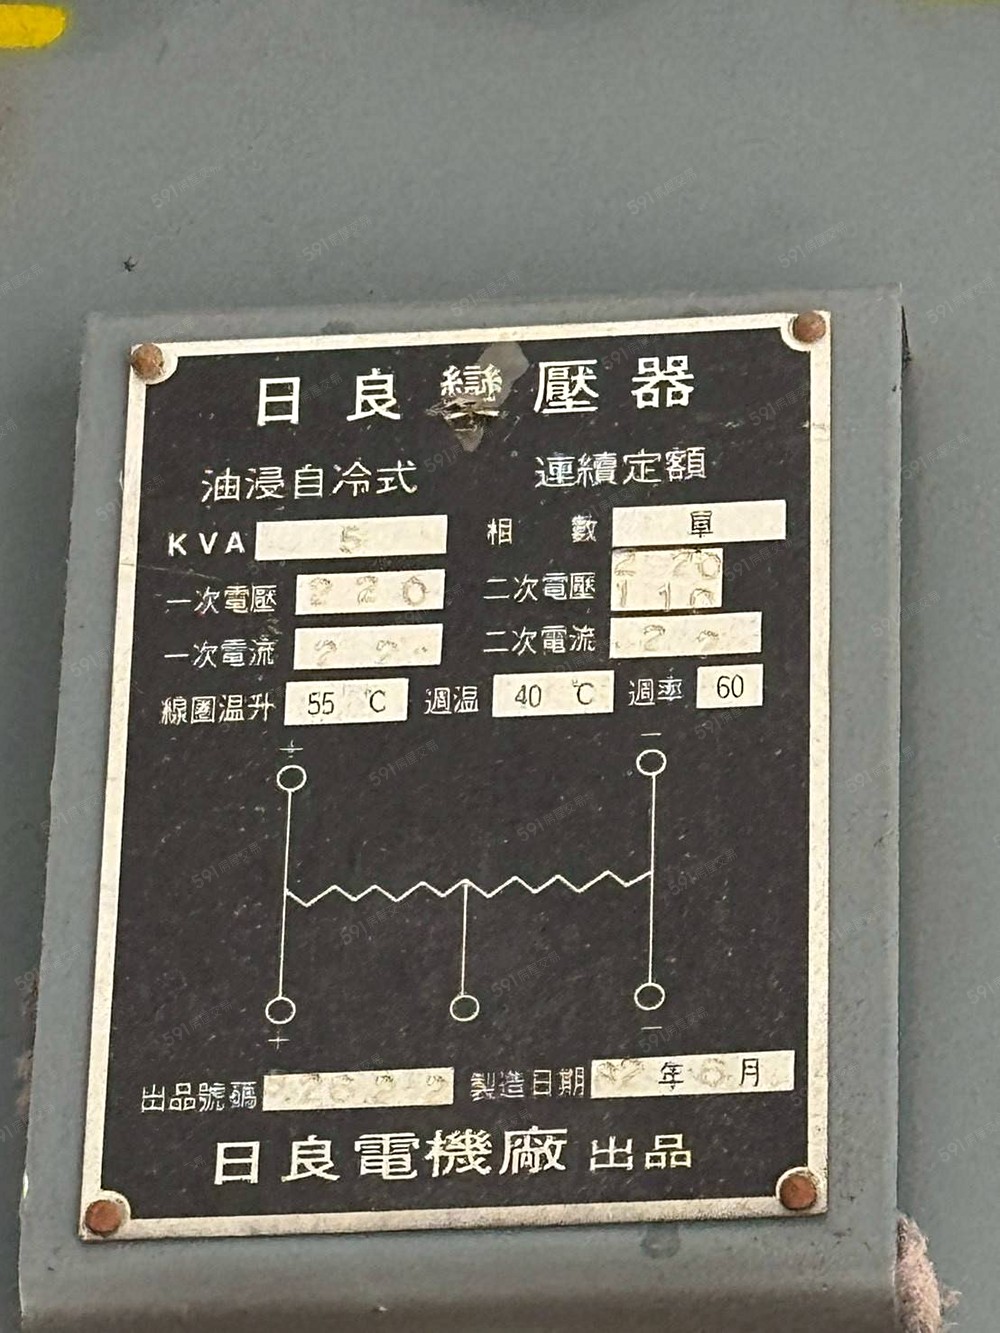 日良變壓器
油浸自冷式 連續定額
KVA 5 相數 單
一次電壓 220 二次電壓 220 110
一次電流 二次電流
線圈温升 55 ℃ 週温 40 ℃ 週率 60
+ −
+ −
出品號碼 製造日期 年 月
日良電機廠出品